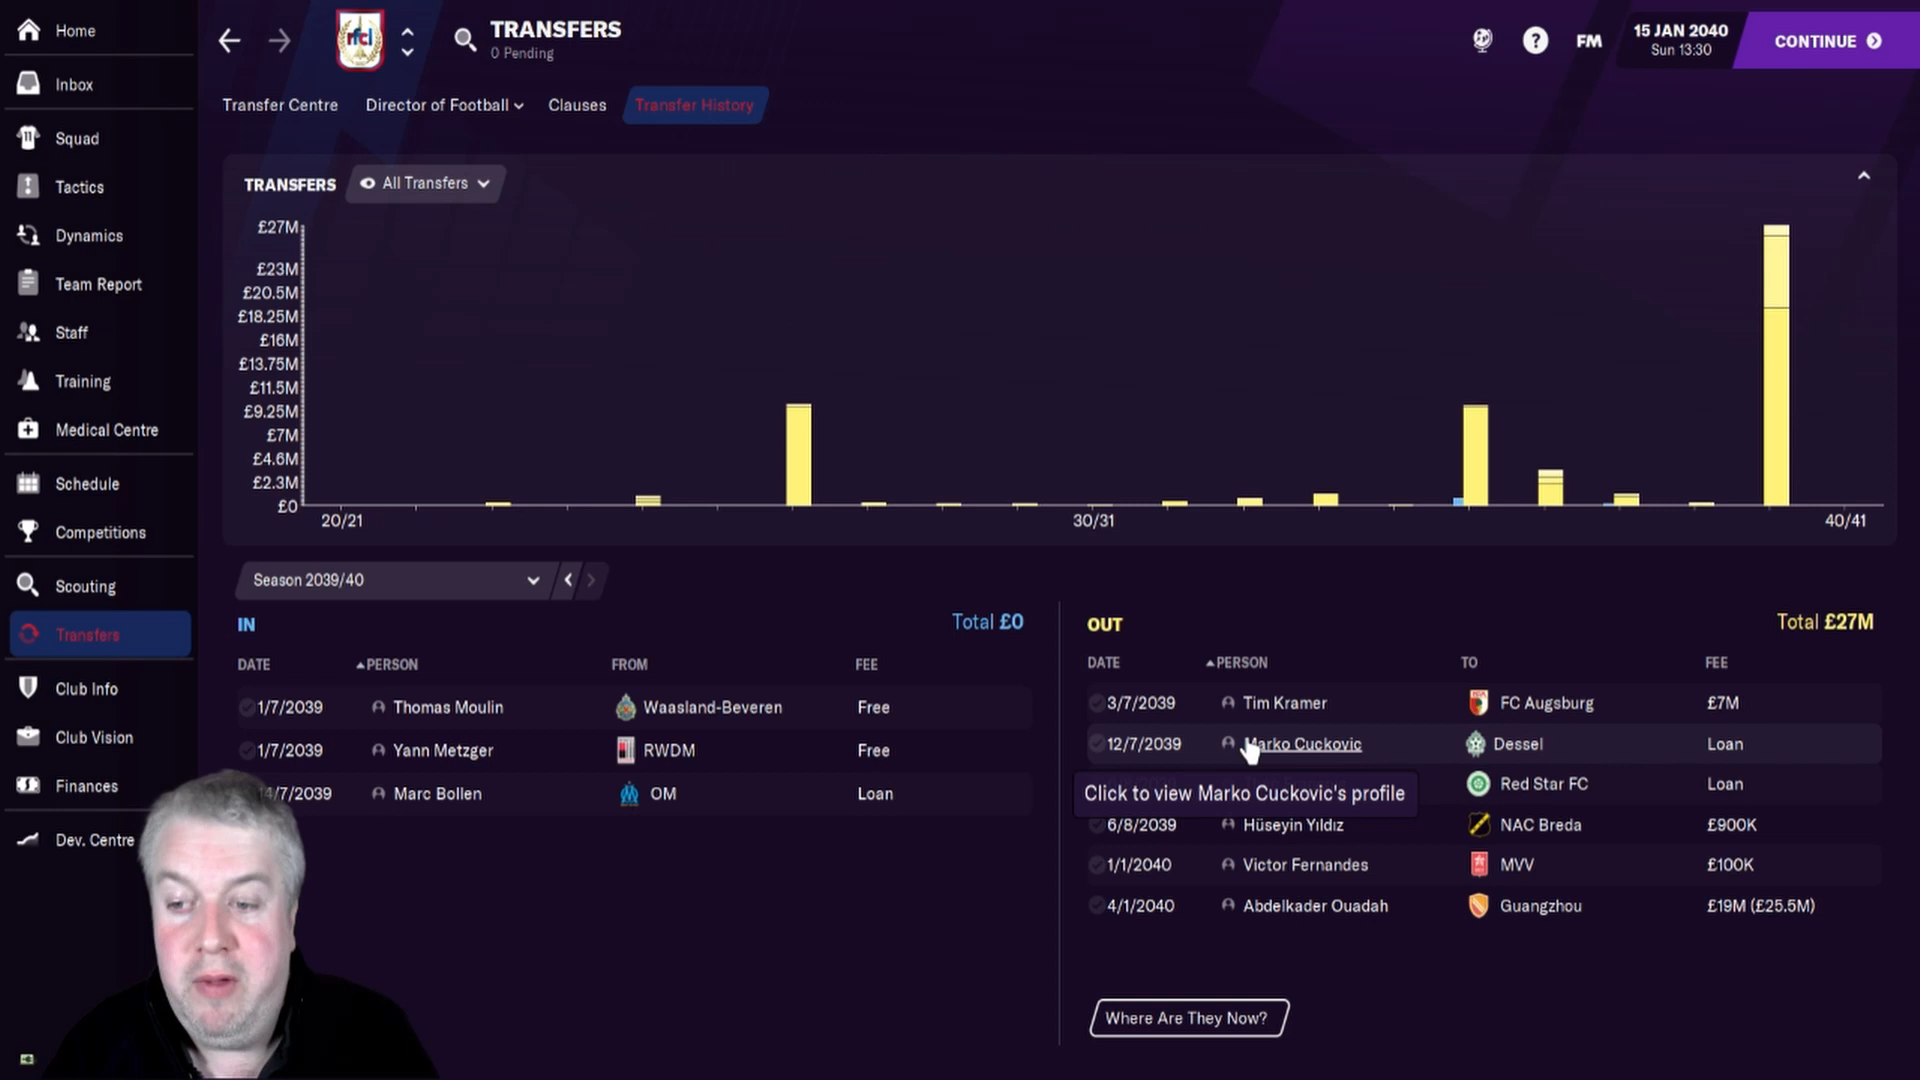 Home
Inbox
Squad
Tactics
Dynamics
Team Report
Staff
Training
Medical Centre
Schedule
Competitions
Scouting
Transfers
Club Info
Club Vision
Finances
Dev. Centre
rfcl
TRANSFERS
0 Pending
?
FM
15 JAN 2040
Sun 13:30
CONTINUE
Transfer Centre
Director of Football
Clauses
Transfer History
TRANSFERS
All Transfers
£27M
£23M
£20.5M
£18.25M
£16M
£13.75M
£11.5M
£9.25M
£7M
£4.6M
£2.3M
£0
20/21 30/31 40/41
Season 2039/40
IN Total £0
DATE PERSON FROM FEE
1/7/2039 Thomas Moulin Waasland-Beveren Free
1/7/2039 Yann Metzger RWDM Free
/7/2039 Marc Bollen OM Loan
OUT Total £27M
DATE PERSON TO FEE
3/7/2039 Tim Kramer FC Augsburg £7M
12/7/2039 Marko Cuckovic Dessel Loan
Click to view Marko Cuckovic's profile
Red Star FC Loan
6/8/2039 Hüseyin Yıldız NAC Breda £900K
1/1/2040 Victor Fernandes MVV £100K
4/1/2040 Abdelkader Ouadah Guangzhou £19M (£25.5M)
Where Are They Now?